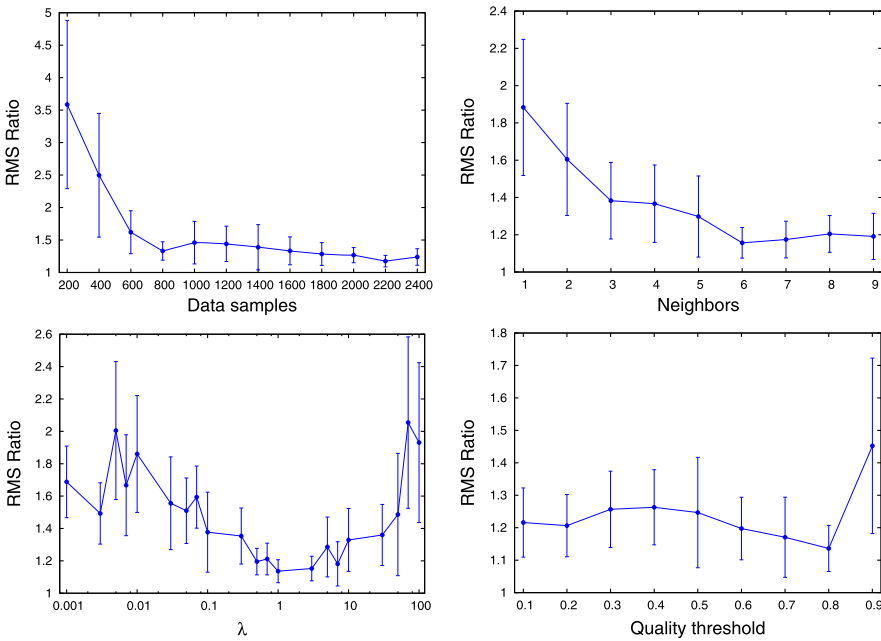 RMS Ratio
5
4.5
4
3.5
3
2.5
2
1.5
1
200 400 600 800 1000 1200 1400 1600 1800 2000 2200 2400
Data samples
RMS Ratio
2.4
2.2
2
1.8
1.6
1.4
1.2
1
1 2 3 4 5 6 7 8 9
Neighbors
RMS Ratio
2.6
2.4
2.2
2
1.8
1.6
1.4
1.2
1
0.001 0.01 0.1 1 10 100
λ
RMS Ratio
1.8
1.7
1.6
1.5
1.4
1.3
1.2
1.1
1
0.1 0.2 0.3 0.4 0.5 0.6 0.7 0.8 0.9
Quality threshold